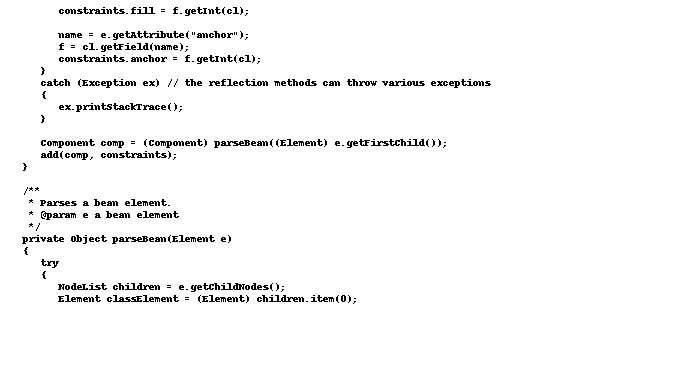 constraints.fill = f.getInt(cl);
name = e.getAttribute("anchor");
f = cl.getField(name);
constraints.anchor = f.getInt(cl);
}
catch (Exception ex) // the reflection methods can throw various exceptions
{
ex.printStackTrace();
}
Component comp = (Component) parseBean((Element) e.getFirstChild());
add(comp, constraints);
}
/**
* Parses a bean element.
* @param e a bean element
*/
private Object parseBean(Element e)
{
try
{
NodeList children = e.getChildNodes();
Element classElement = (Element) children.item(0);